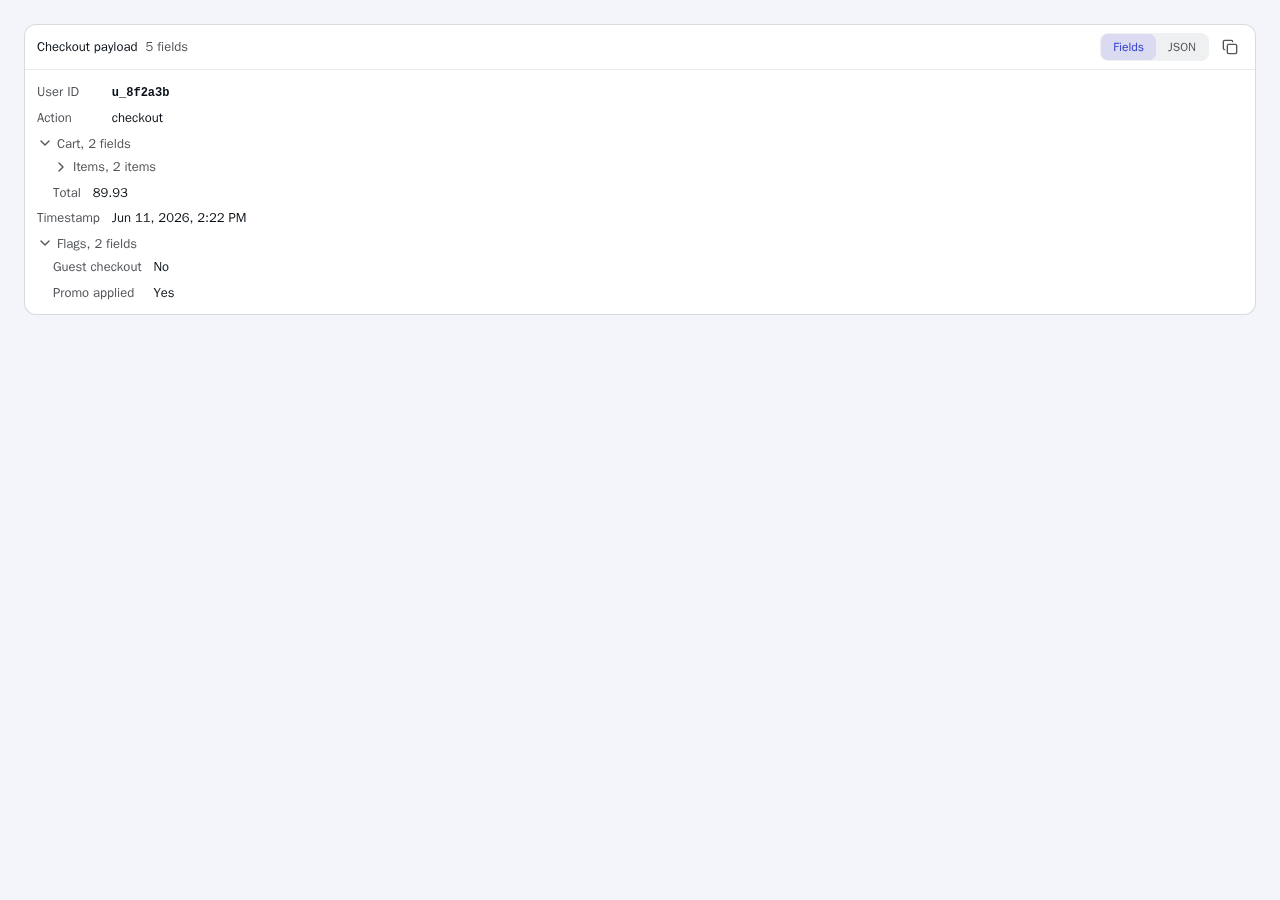 Checkout payload 5 fields Fields JSON
User ID u_8f2a3b
Action checkout
Cart, 2 fields
Items, 2 items
Total 89.93
Timestamp Jun 11, 2026, 2:22 PM
Flags, 2 fields
Guest checkout No
Promo applied Yes